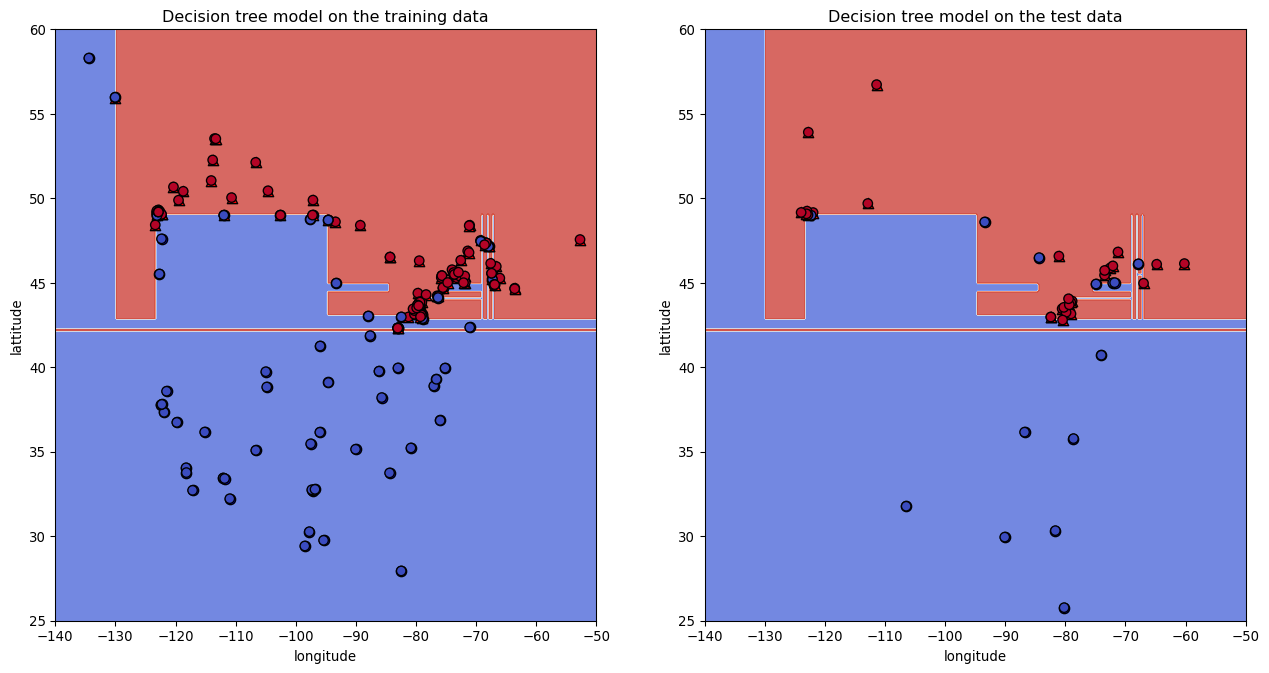 Decision tree model on the training data
60
55
50
45
40
35
30
25
lattitude
−140 −130 −120 −110 −100 −90 −80 −70 −60 −50
longitude
Decision tree model on the test data
60
55
50
45
40
35
30
25
lattitude
−140 −130 −120 −110 −100 −90 −80 −70 −60 −50
longitude